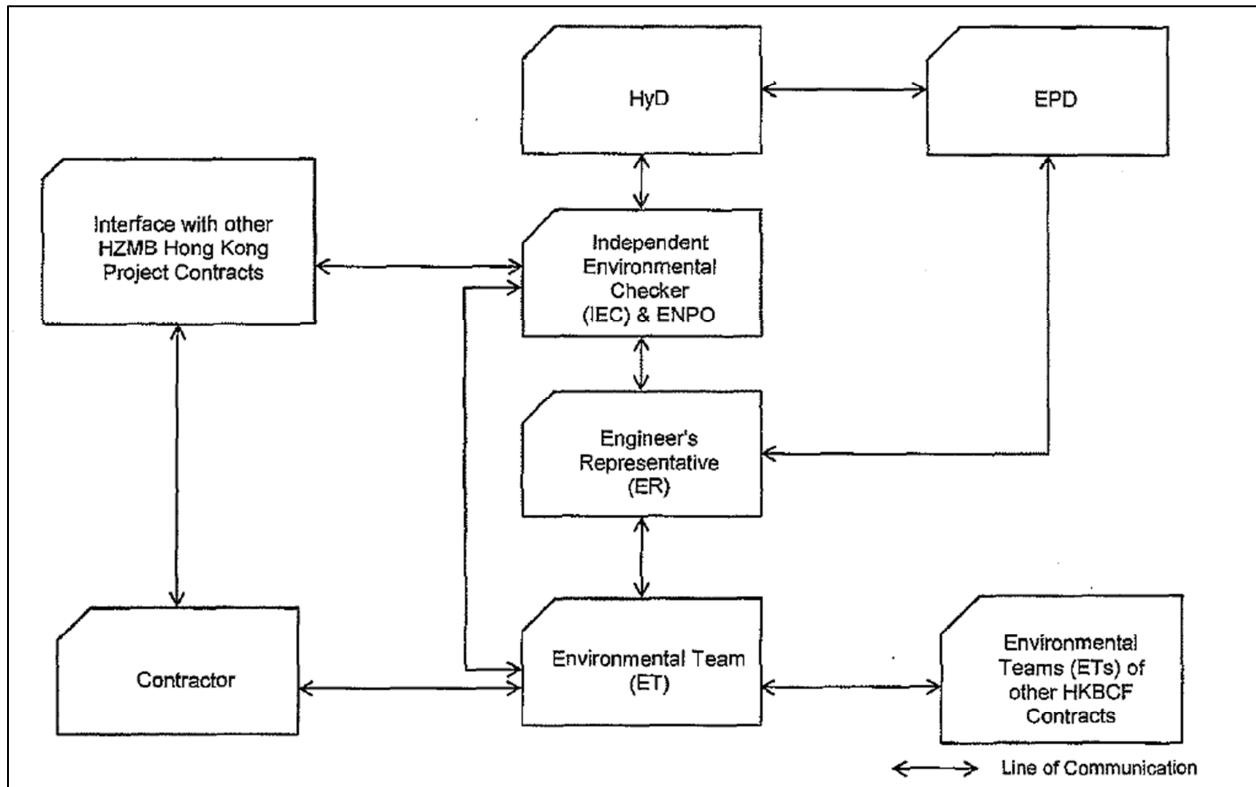 HyD
EPD
Interface with other
HZMB Hong Kong
Project Contracts
Independent
Environmental
Checker
(IEC) & ENPO
Engineer's
Representative
(ER)
Contractor
Environmental Team
(ET)
Environmental
Teams (ETs) of
other HKBCF
Contracts
Line of Communication